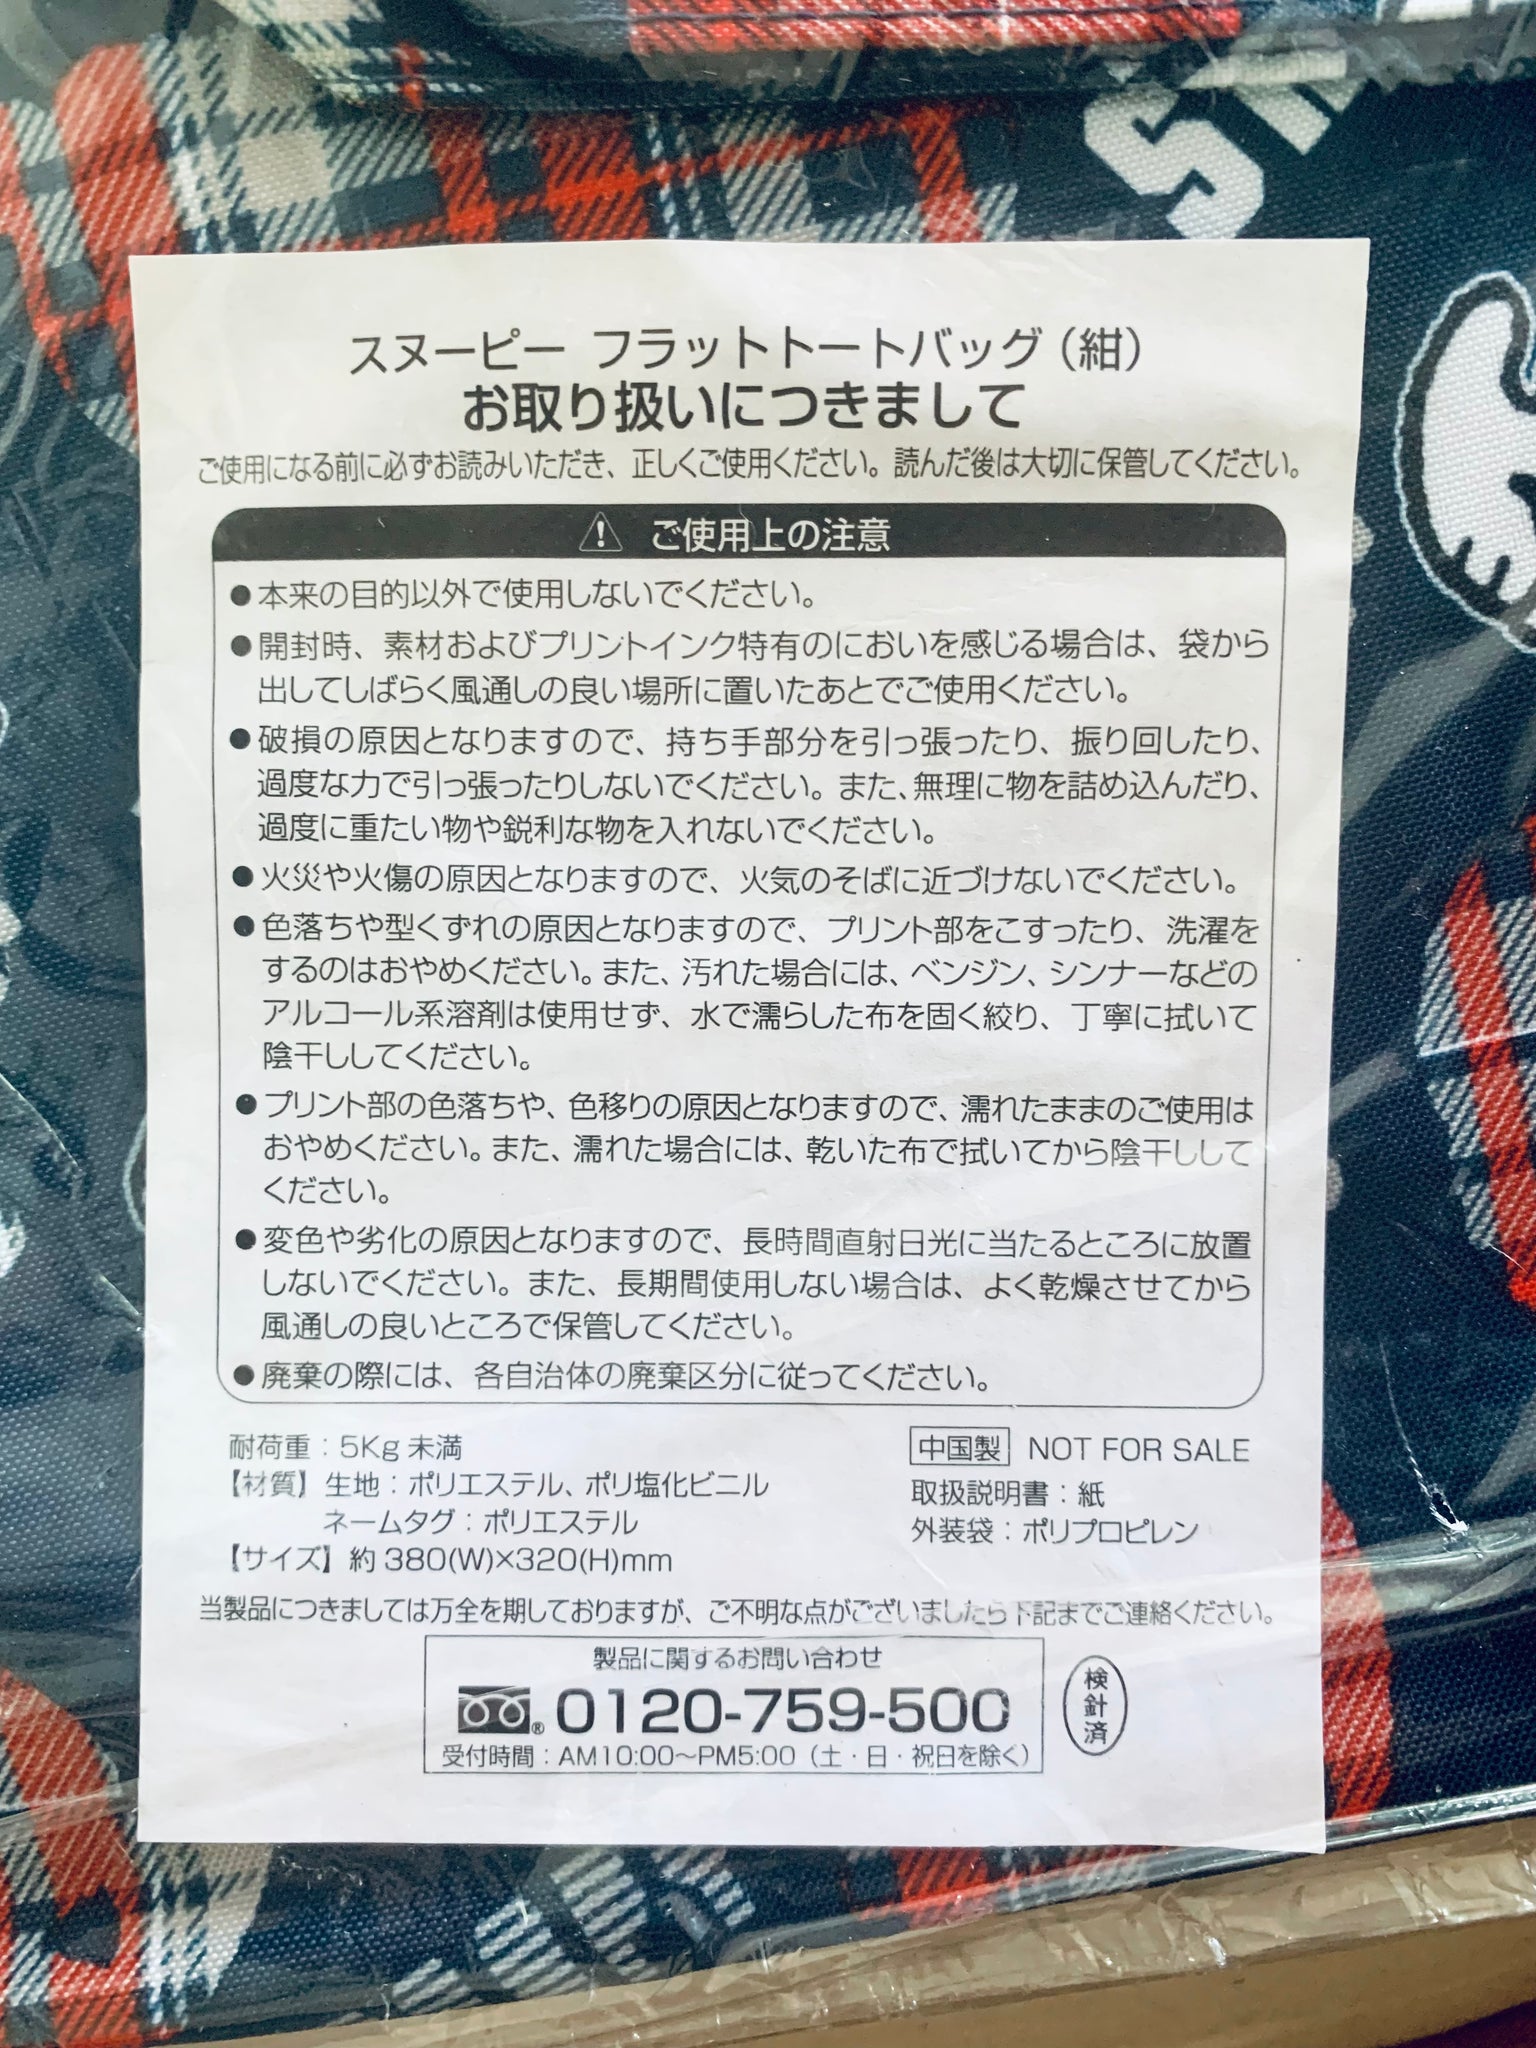 スヌーピー フラットトートバッグ（紺）
お取り扱いにつきまして
ご使用になる前に必ずお読みいただき、正しくご使用ください。読んだ後は大切に保管してください。
ご使用上の注意
●本来の目的以外で使用しないでください。
●開封時、素材およびプリントインク特有のにおいを感じる場合は、袋から
出してしばらく風通しの良い場所に置いたあとでご使用ください。
●破損の原因となりますので、持ち手部分を引っ張ったり、振り回したり、
過度な力で引っ張ったりしないでください。また、無理に物を詰め込んだり、
過度に重たい物や鋭利な物を入れないでください。
●火災や火傷の原因となりますので、火気のそばに近づけないでください。
●色落ちや型くずれの原因となりますので、プリント部をこすったり、洗濯を
するのはおやめください。また、汚れた場合には、ベンジン、シンナーなどの
アルコール系溶剤は使用せず、水で濡らした布を固く絞り、丁寧に拭いて
陰干ししてください。
●プリント部の色落ちや、色移りの原因となりますので、濡れたままのご使用は
おやめください。また、濡れた場合には、乾いた布で拭いてから陰干しして
ください。
●変色や劣化の原因となりますので、長時間直射日光に当たるところに放置
しないでください。また、長期間使用しない場合は、よく乾燥させてから
風通しの良いところで保管してください。
●廃棄の際には、各自治体の廃棄区分に従ってください。
耐荷重：5Kg未満
【材質】生地：ポリエステル、ポリ塩化ビニル
ネームタグ：ポリエステル
【サイズ】約380(W)×320(H)mm
中国製 NOT FOR SALE
取扱説明書：紙
外装袋：ポリプロピレン
当製品につきましては万全を期しておりますが、ご不明な点がございましたら下記までご連絡ください。
製品に関するお問い合わせ
® 0120-759-500
受付時間：AM10:00〜PM5:00（土・日・祝日を除く）
検針済